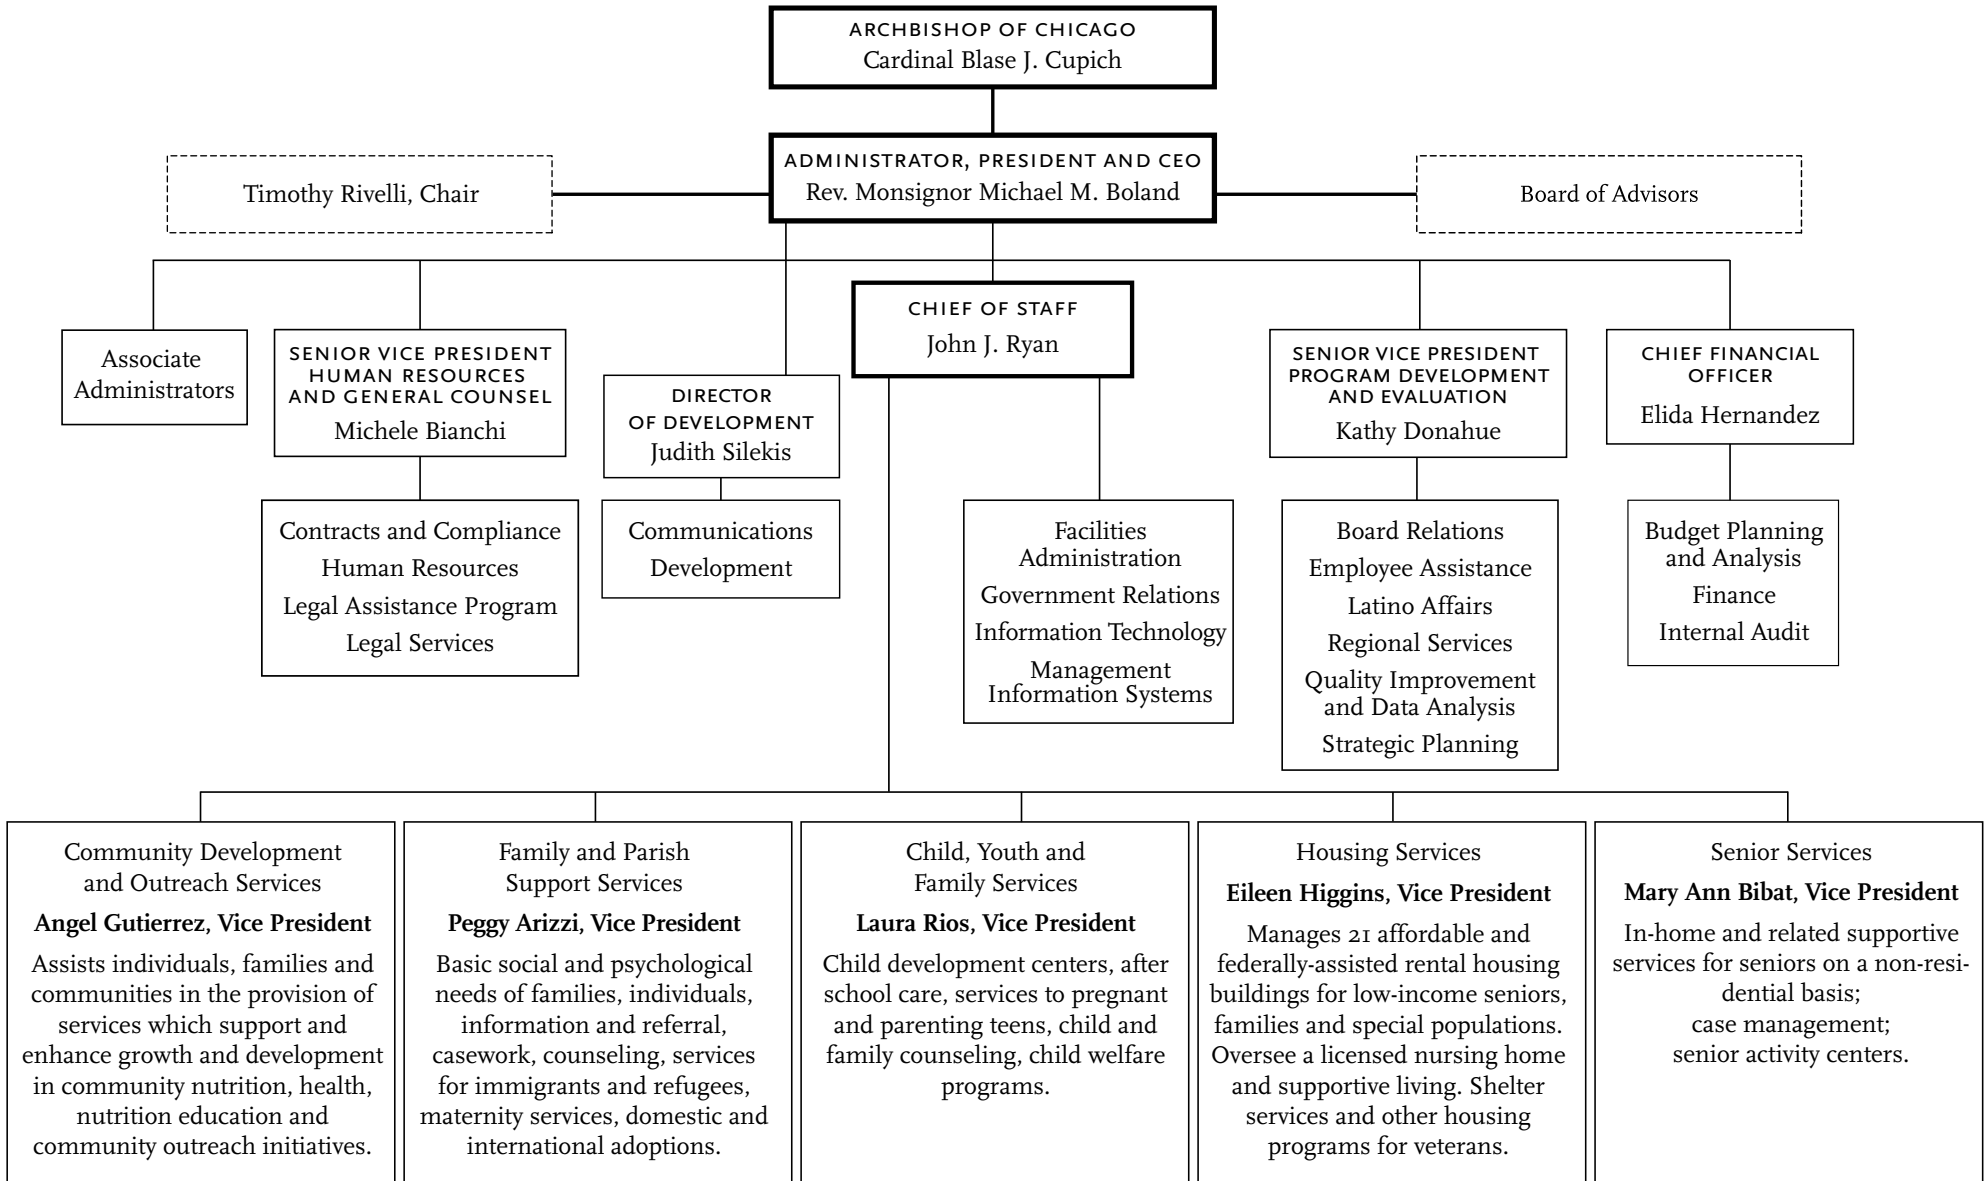 ARCHBISHOP OF CHICAGO
Cardinal Blase J. Cupich
ADMINISTRATOR, PRESIDENT AND CEO
Rev. Monsignor Michael M. Boland
Timothy Rivelli, Chair
Board of Advisors
CHIEF OF STAFF
John J. Ryan
Associate
Administrators
SENIOR VICE PRESIDENT
HUMAN RESOURCES
AND GENERAL COUNSEL
Michele Bianchi
DIRECTOR
OF DEVELOPMENT
Judith Silekis
SENIOR VICE PRESIDENT
PROGRAM DEVELOPMENT
AND EVALUATION
Kathy Donahue
CHIEF FINANCIAL
OFFICER
Elida Hernandez
Contracts and Compliance
Human Resources
Legal Assistance Program
Legal Services
Communications
Development
Facilities
Administration
Government Relations
Information Technology
Management
Information Systems
Board Relations
Employee Assistance
Latino Affairs
Regional Services
Quality Improvement
and Data Analysis
Strategic Planning
Budget Planning
and Analysis
Finance
Internal Audit
Community Development
and Outreach Services
Angel Gutierrez, Vice President
Assists individuals, families and
communities in the provision of
services which support and
enhance growth and development
in community nutrition, health,
nutrition education and
community outreach initiatives.
Family and Parish
Support Services
Peggy Arizzi, Vice President
Basic social and psychological
needs of families, individuals,
information and referral,
casework, counseling, services
for immigrants and refugees,
maternity services, domestic and
international adoptions.
Child, Youth and
Family Services
Laura Rios, Vice President
Child development centers, after
school care, services to pregnant
and parenting teens, child and
family counseling, child welfare
programs.
Housing Services
Eileen Higgins, Vice President
Manages 21 affordable and
federally-assisted rental housing
buildings for low-income seniors,
families and special populations.
Oversee a licensed nursing home
and supportive living. Shelter
services and other housing
programs for veterans.
Senior Services
Mary Ann Bibat, Vice President
In-home and related supportive
services for seniors on a non-resi-
dential basis;
case management;
senior activity centers.